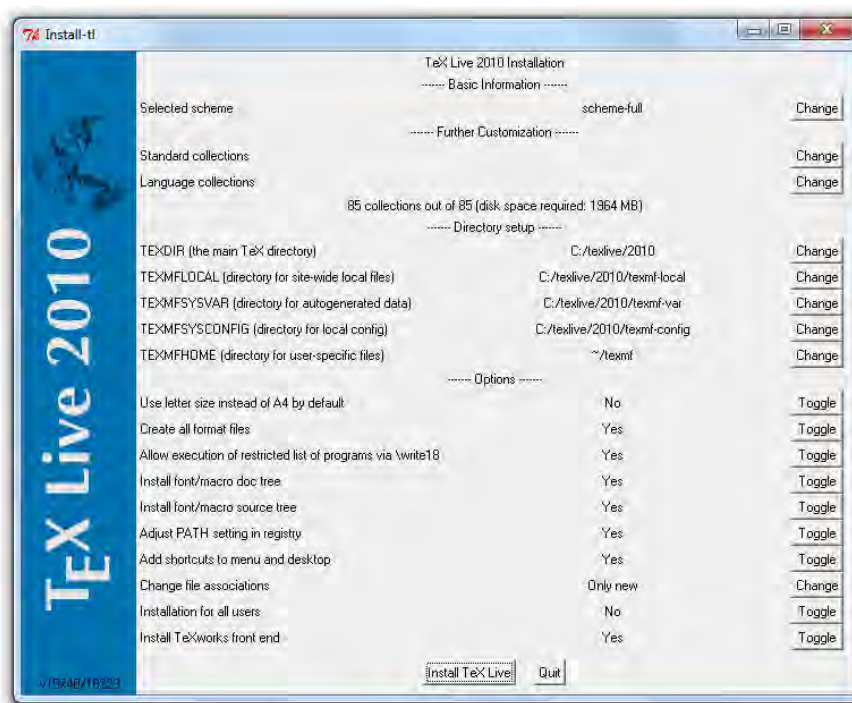 Install-tl
TeX Live 2010 Installation
------ Basic Information ------
Selected scheme scheme-full Change
------ Further Customization ------
Standard collections Change
Language collections Change
85 collections out of 85 (disk space required: 1964 MB)
------ Directory setup ------
TEXDIR (the main TeX directory) C:/texlive/2010 Change
TEXMFLOCAL (directory for site-wide local files) C:/texlive/2010/texmf-local Change
TEXMFSYSVAR (directory for autogenerated data) C:/texlive/2010/texmf-var Change
TEXMFSYSCONFIG (directory for local config) C:/texlive/2010/texmf-config Change
TEXMFHOME (directory for user-specific files) ~/texmf Change
------ Options ------
Use letter size instead of A4 by default No Toggle
Create all format files Yes Toggle
Allow execution of restricted list of programs via \write18 Yes Toggle
Install font/macro doc tree Yes Toggle
Install font/macro source tree Yes Toggle
Adjust PATH setting in registry Yes Toggle
Add shortcuts to menu and desktop Yes Toggle
Change file associations Only new Change
Installation for all users No Toggle
Install TeXworks front end Yes Toggle
Install TeX Live Quit
TEX Live 2010